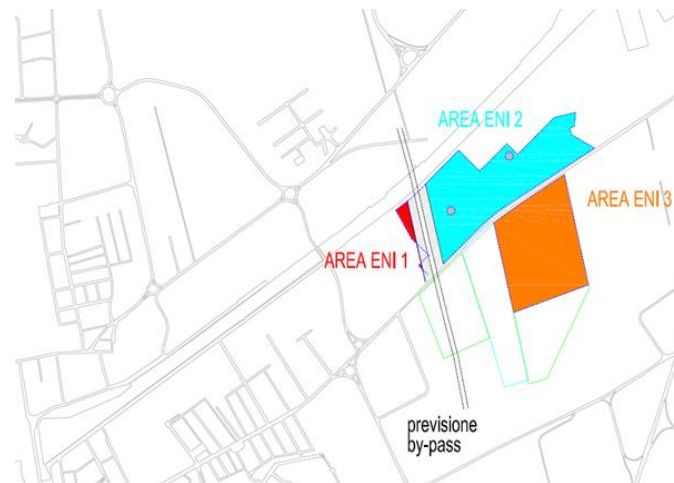 AREA ENI 2
AREA ENI 3
AREA ENI 1
previsione
by-pass